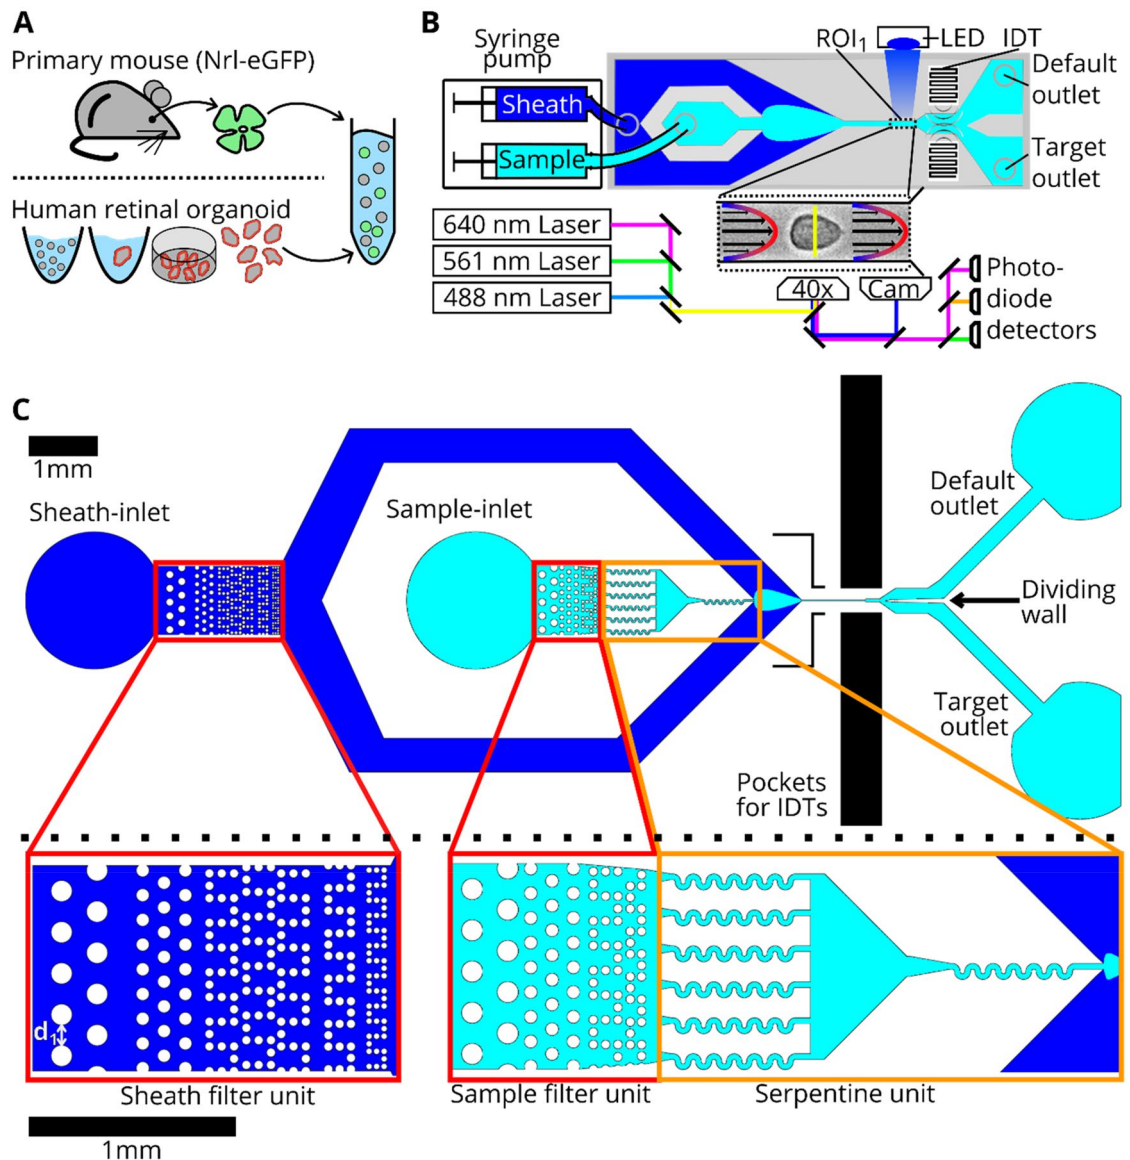 A
Primary mouse (Nrl-eGFP)
Human retinal organoid
B
Syringe
pump
Sheath
Sample
ROI1
LED
IDT
Default
outlet
Target
outlet
640 nm Laser
561 nm Laser
488 nm Laser
40x
Cam
Photo-
diode
detectors
C
1mm
Sheath-inlet
Sample-inlet
Default
outlet
Dividing
wall
Target
outlet
Pockets
for IDTs
d1
Sheath filter unit
Sample filter unit
Serpentine unit
1mm